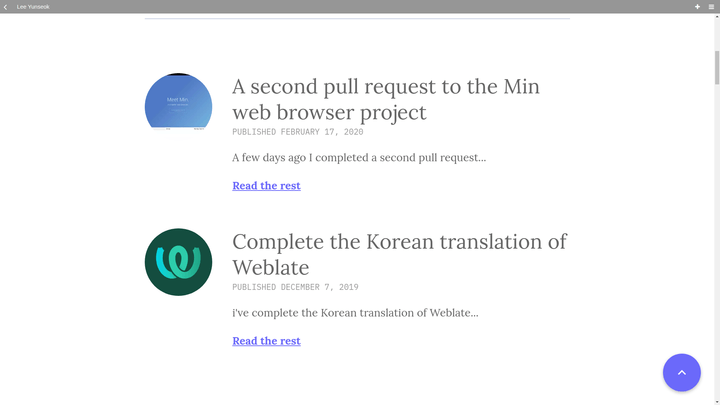 Lee Yunseok
A second pull request to the Min
web browser project
PUBLISHED FEBRUARY 17, 2020
A few days ago I completed a second pull request...
Read the rest
Meet Min
Complete the Korean translation of
Weblate
PUBLISHED DECEMBER 7, 2019
i've complete the Korean translation of Weblate...
Read the rest